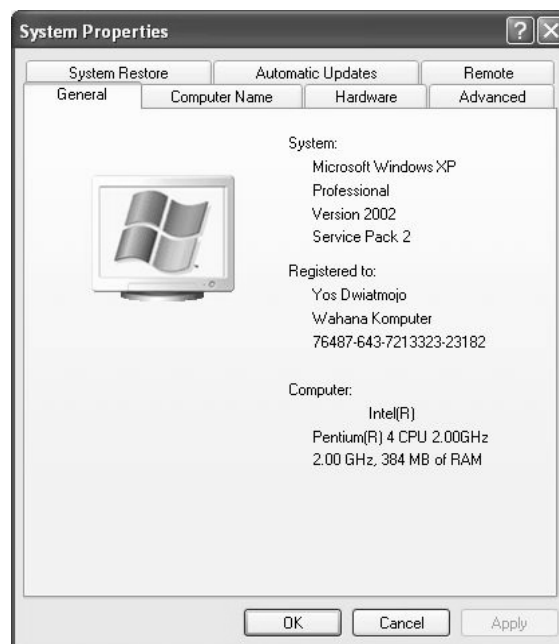 System Properties
System Restore Automatic Updates Remote
General Computer Name Hardware Advanced
System:
Microsoft Windows XP
Professional
Version 2002
Service Pack 2
Registered to:
Yos Dwiatmojo
Wahana Komputer
76487-643-7213323-23182
Computer:
Intel(R)
Pentium(R) 4 CPU 2.00GHz
2.00 GHz, 384 MB of RAM
OK Cancel Apply